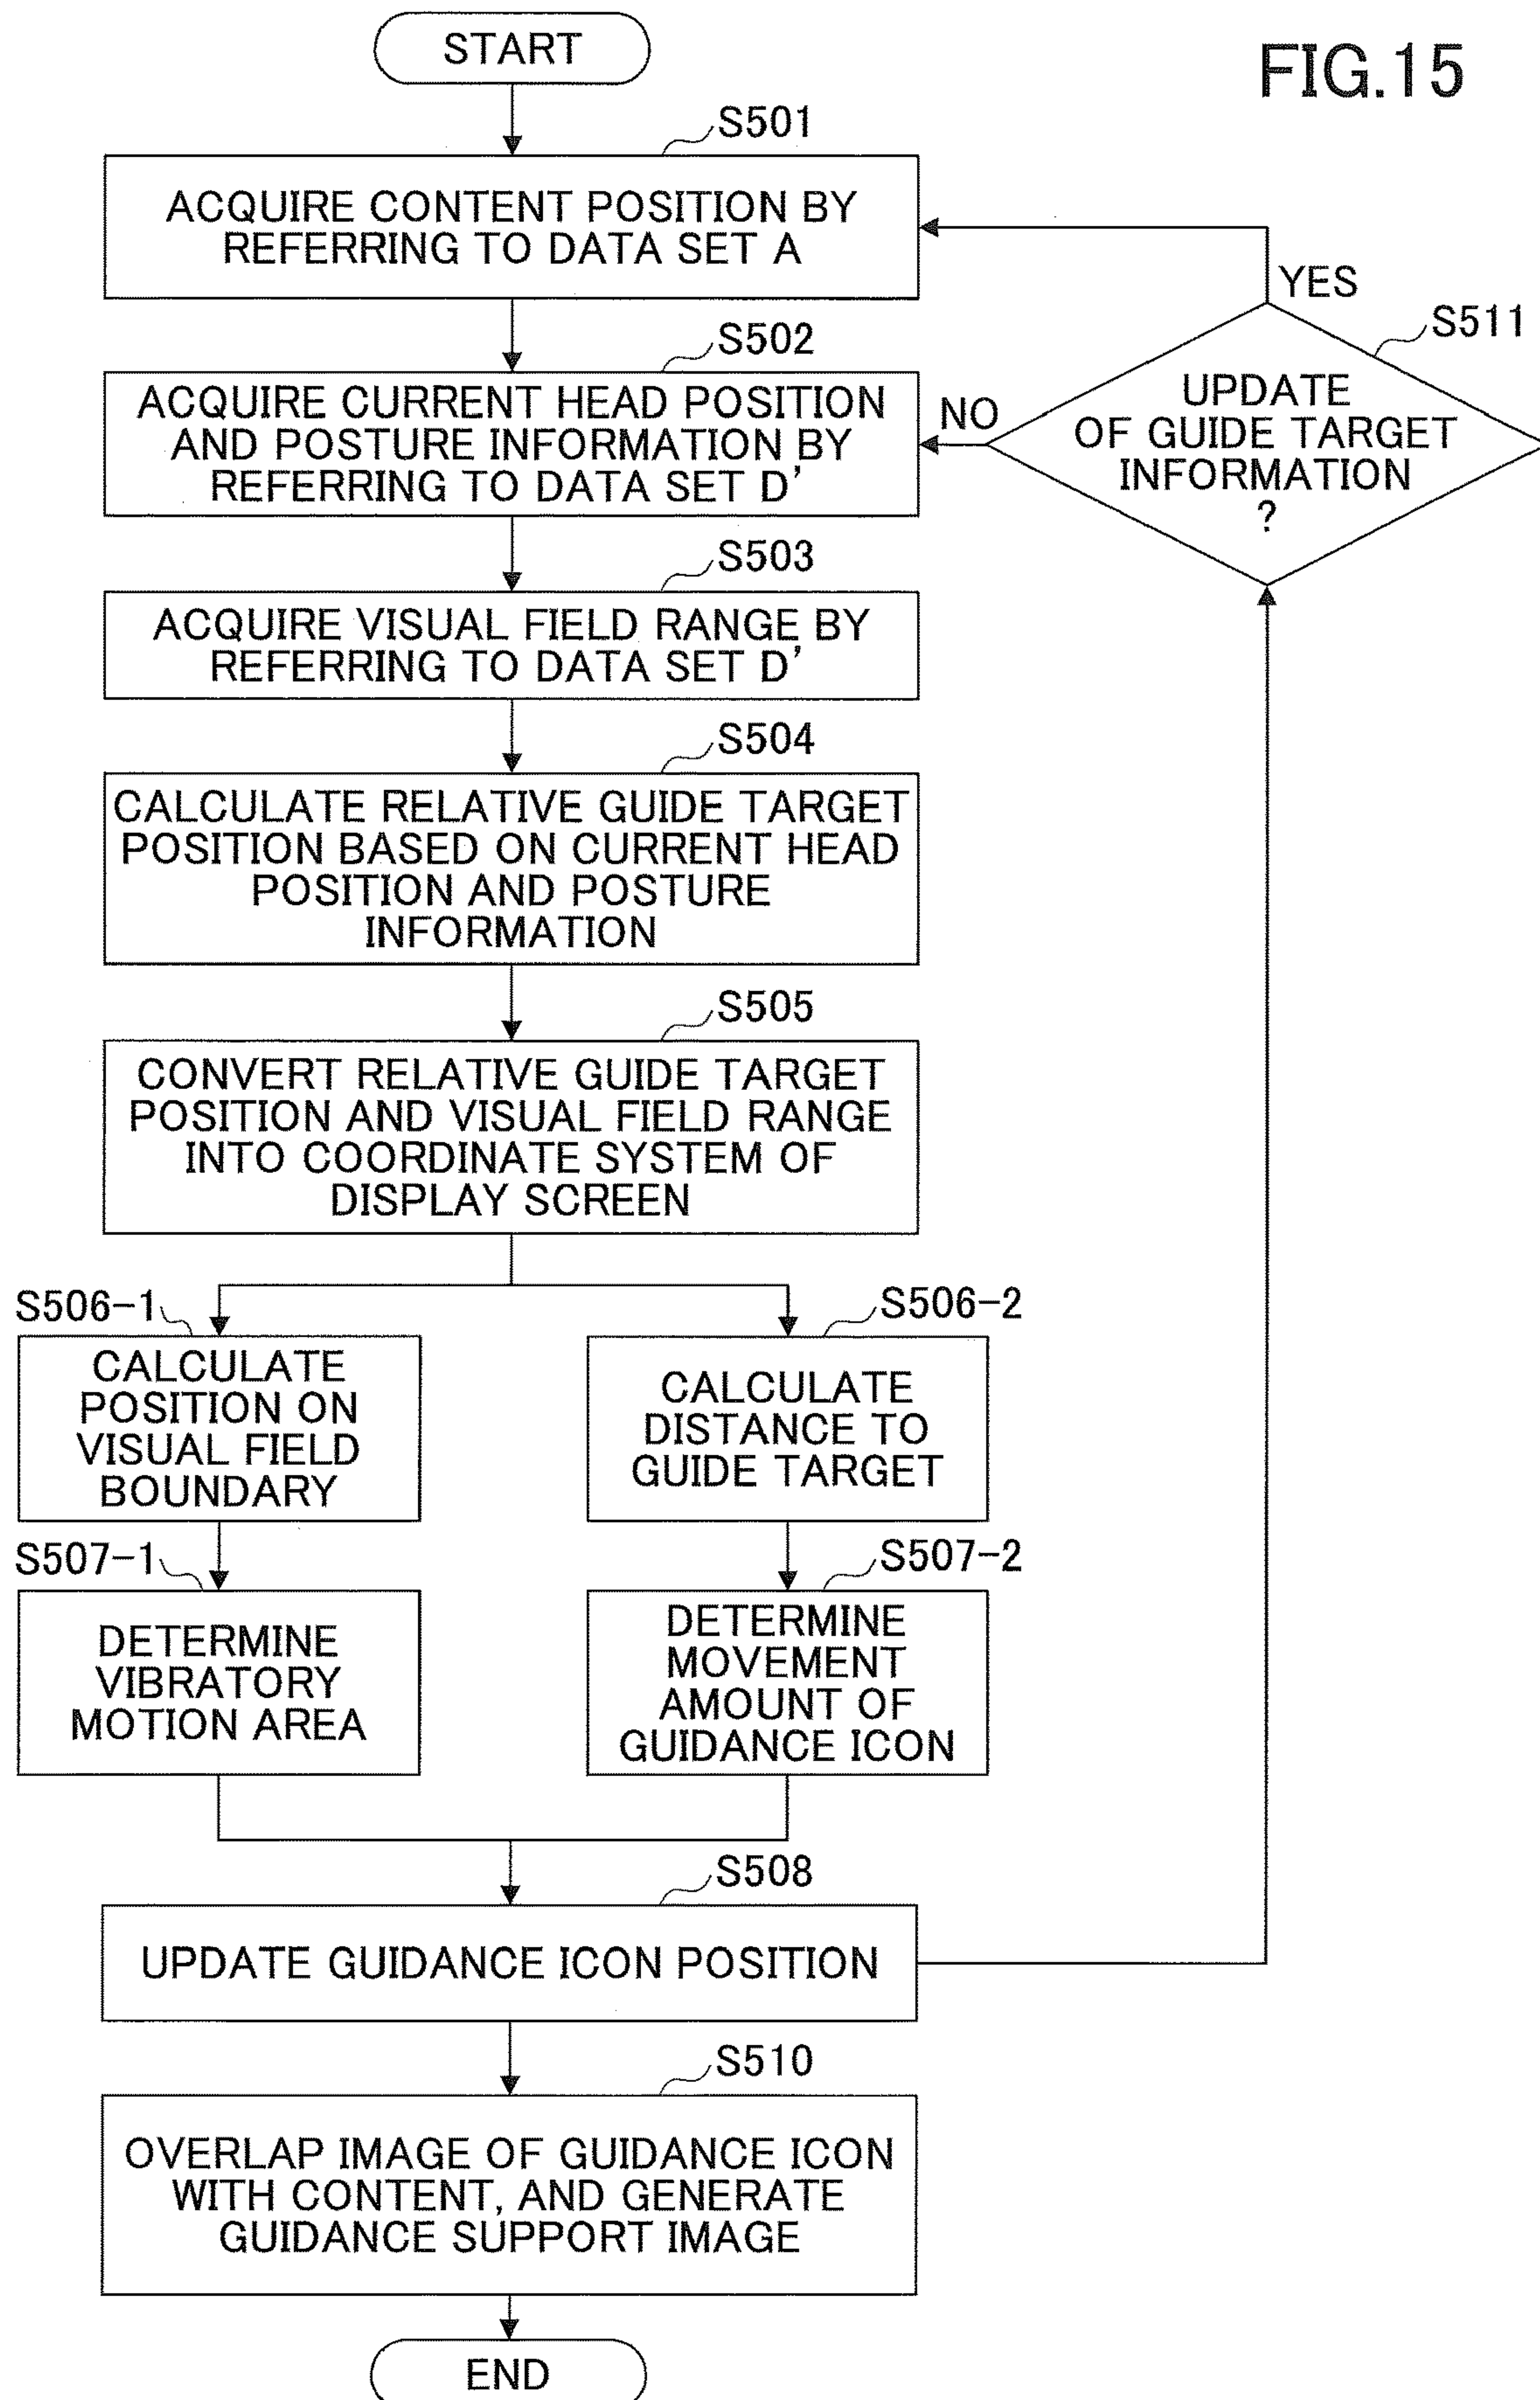 START
FIG.15
S501
ACQUIRE CONTENT POSITION BY
REFERRING TO DATA SET A
YES
S511
UPDATE
OF GUIDE TARGET
INFORMATION
?
NO
S502
ACQUIRE CURRENT HEAD POSITION
AND POSTURE INFORMATION BY
REFERRING TO DATA SET D'
S503
ACQUIRE VISUAL FIELD RANGE BY
REFERRING TO DATA SET D'
S504
CALCULATE RELATIVE GUIDE TARGET
POSITION BASED ON CURRENT HEAD
POSITION AND POSTURE
INFORMATION
S505
CONVERT RELATIVE GUIDE TARGET
POSITION AND VISUAL FIELD RANGE
INTO COORDINATE SYSTEM OF
DISPLAY SCREEN
S506-1
CALCULATE
POSITION ON
VISUAL FIELD
BOUNDARY
S506-2
CALCULATE
DISTANCE TO
GUIDE TARGET
S507-1
DETERMINE
VIBRATORY
MOTION AREA
S507-2
DETERMINE
MOVEMENT
AMOUNT OF
GUIDANCE ICON
S508
UPDATE GUIDANCE ICON POSITION
S510
OVERLAP IMAGE OF GUIDANCE ICON
WITH CONTENT, AND GENERATE
GUIDANCE SUPPORT IMAGE
END